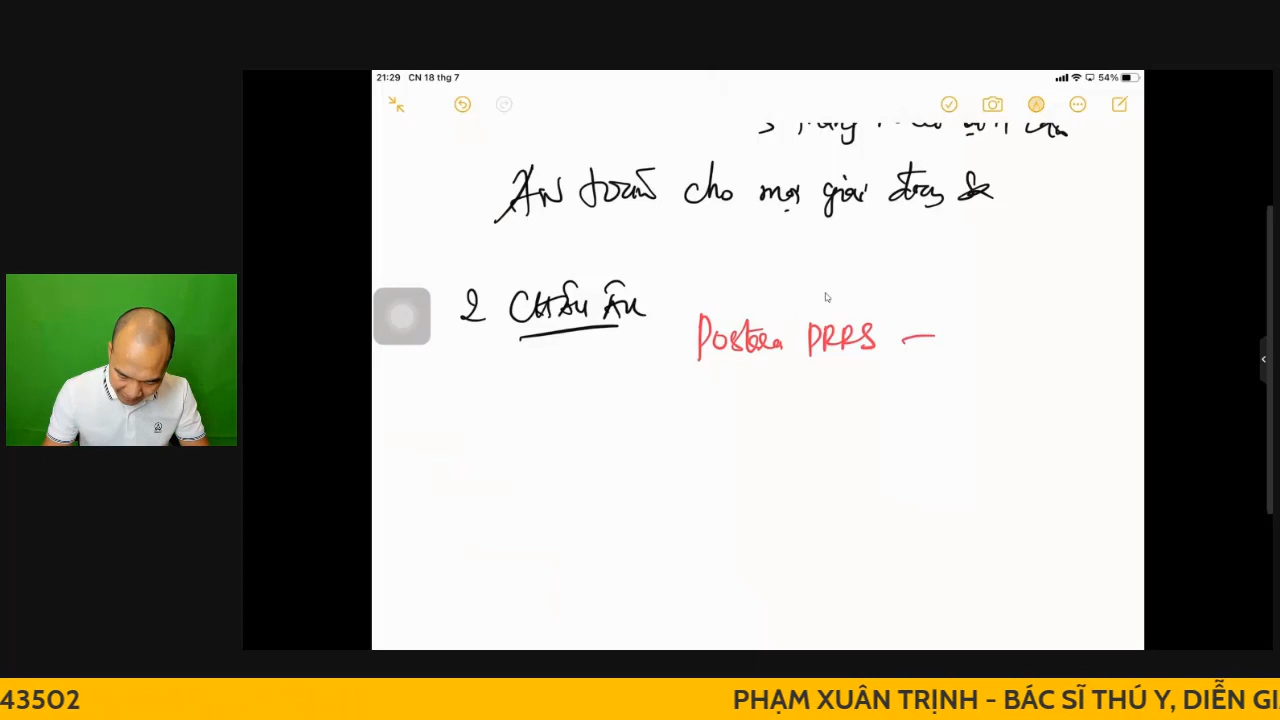 21:29 CN 18 thg 7
54%
An toàn cho mọi giai đoạn
2 CHÂU ÂU
Postera PRRS —
43502
PHẠM XUÂN TRỊNH - BÁC SĨ THÚ Y, DIỄN GI